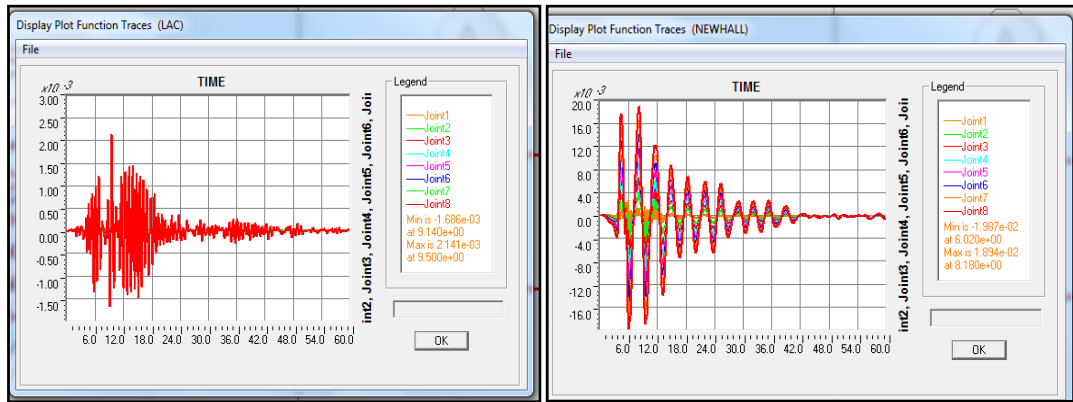 Display Plot Function Traces (LAC)
File
TIME
x10 -3
3.00
2.50
2.00
1.50
1.00
0.50
0.00
-0.50
-1.00
-1.50
6.0 12.0 18.0 24.0 30.0 36.0 42.0 48.0 54.0 60.0
int2, Joint3, Joint4, Joint5, Joint6, Join
Legend
Joint1
Joint2
Joint3
Joint4
Joint5
Joint6
Joint7
Joint8
Min is -1.686e-03
at 9.140e+00
Max is 2.141e-03
at 9.500e+00
OK
Display Plot Function Traces (NEWHALL)
File
TIME
x10 -3
20.0
16.0
12.0
8.0
4.0
0.0
-4.0
-8.0
-12.0
-16.0
6.0 12.0 18.0 24.0 30.0 36.0 42.0 48.0 54.0 60.0
int2, Joint3, Joint4, Joint5, Joint6, Join
Legend
Joint1
Joint2
Joint3
Joint4
Joint5
Joint6
Joint7
Joint8
Min is -1.987e-02
at 6.020e+00
Max is 1.894e-02
at 8.180e+00
OK